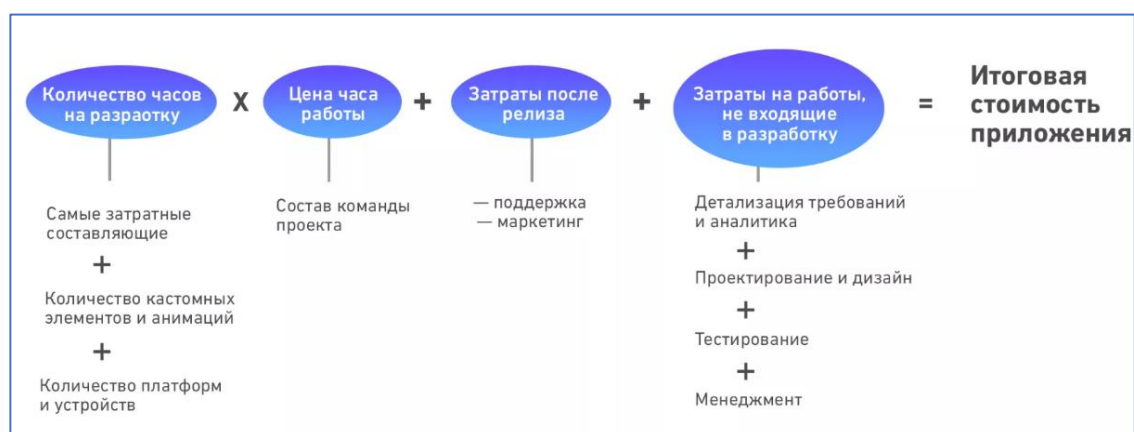 Количество часов
на разраотку
X
Цена часа
работы
+
Затраты после
релиза
+
Затраты на работы,
не входящие
в разработку
=
Итоговая
стоимость
приложения
Самые затратные
составляющие
+
Количество кастомных
элементов и анимаций
+
Количество платформ
и устройств
Состав команды
проекта
— поддержка
— маркетинг
Детализация требований
и аналитика
+
Проектирование и дизайн
+
Тестирование
+
Менеджмент